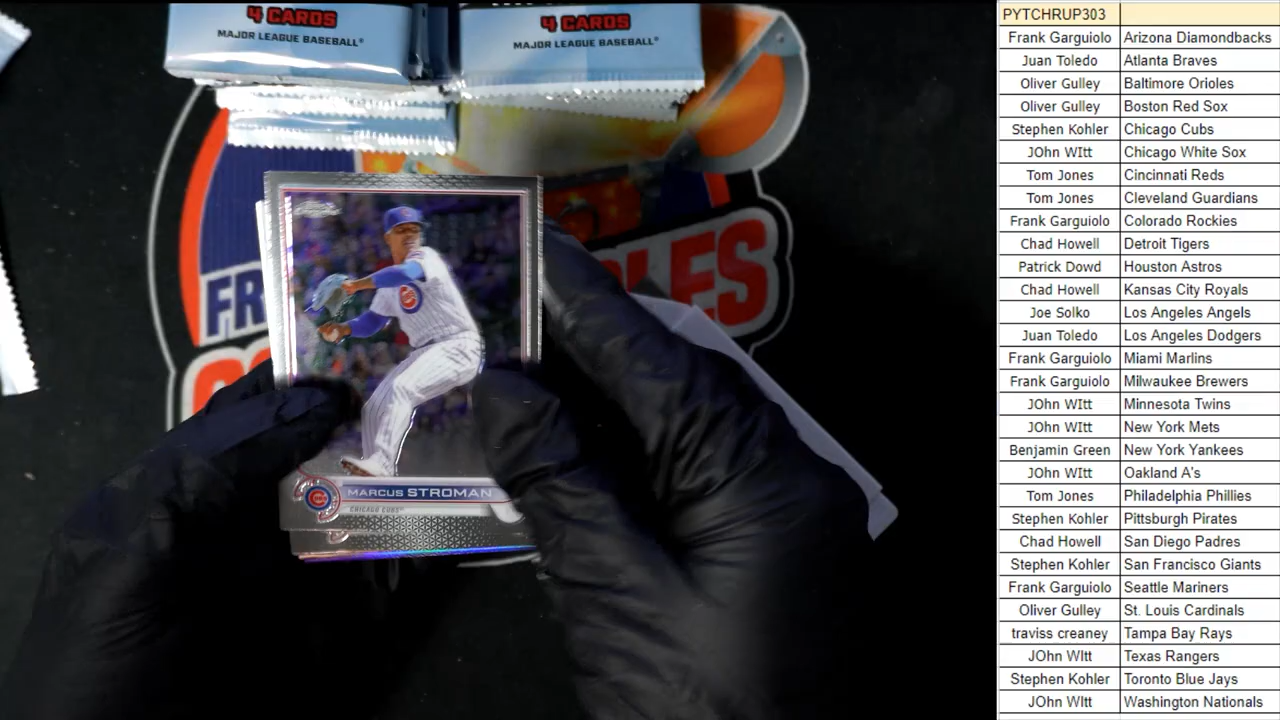 4 CARDS
MAJOR LEAGUE BASEBALL®
4 CARDS
MAJOR LEAGUE BASEBALL®
FR
LES
MARCUS STROMAN
CHICAGO CUBS®
PYTCHRUP303
Frank Garguiolo Arizona Diamondbacks
Juan Toledo Atlanta Braves
Oliver Gulley Baltimore Orioles
Oliver Gulley Boston Red Sox
Stephen Kohler Chicago Cubs
JOhn WItt Chicago White Sox
Tom Jones Cincinnati Reds
Tom Jones Cleveland Guardians
Frank Garguiolo Colorado Rockies
Chad Howell Detroit Tigers
Patrick Dowd Houston Astros
Chad Howell Kansas City Royals
Joe Solko Los Angeles Angels
Juan Toledo Los Angeles Dodgers
Frank Garguiolo Miami Marlins
Frank Garguiolo Milwaukee Brewers
JOhn WItt Minnesota Twins
JOhn WItt New York Mets
Benjamin Green New York Yankees
JOhn WItt Oakland A's
Tom Jones Philadelphia Phillies
Stephen Kohler Pittsburgh Pirates
Chad Howell San Diego Padres
Stephen Kohler San Francisco Giants
Frank Garguiolo Seattle Mariners
Oliver Gulley St. Louis Cardinals
traviss creaney Tampa Bay Rays
JOhn WItt Texas Rangers
Stephen Kohler Toronto Blue Jays
JOhn WItt Washington Nationals